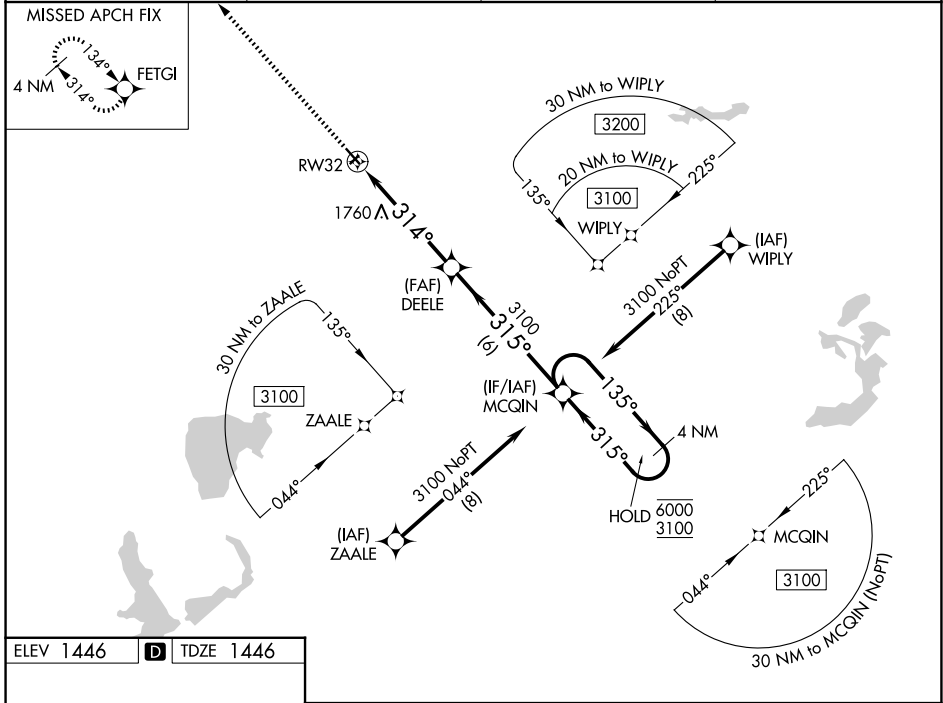 MISSED APCH FIX
134°
FETGI
4 NM
314°
RW32
1760
314°
(FAF)
DEELE
3100
315°
(6)
30 NM to WIPLY
3200
20 NM to WIPLY
135°
3100
225°
WIPLY
(IAF)
WIPLY
3100 NoPT
225°
(8)
30 NM to ZAALE
135°
3100
ZAALE
044°
(IF/IAF)
MCQIN
135°
315°
4 NM
HOLD
6000
3100
3100 NoPT
044°
(8)
(IAF)
ZAALE
225°
MCQIN
044°
3100
30 NM to MCQIN (NoPT)
ELEV 1446 D TDZE 1446